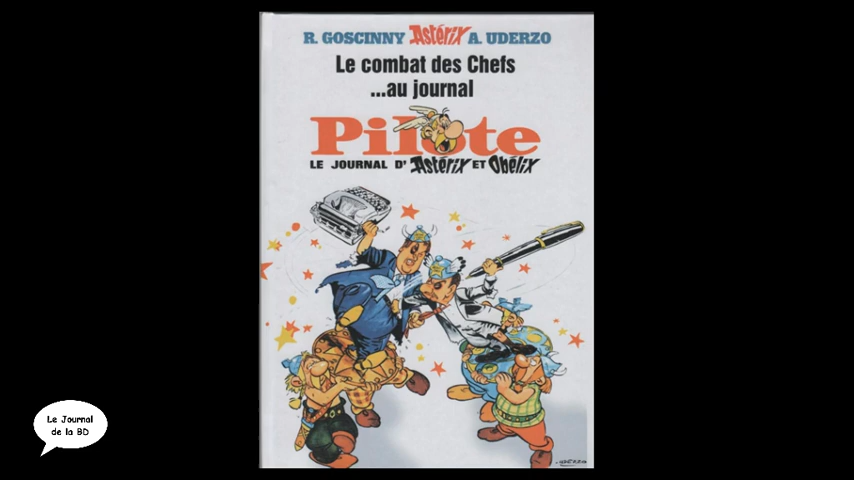 R. GOSCINNY Astérix A. UDERZO
Le combat des Chefs
...au journal
Pilote
LE JOURNAL D'Astérix ET Obélix
Le Journal
de la BD